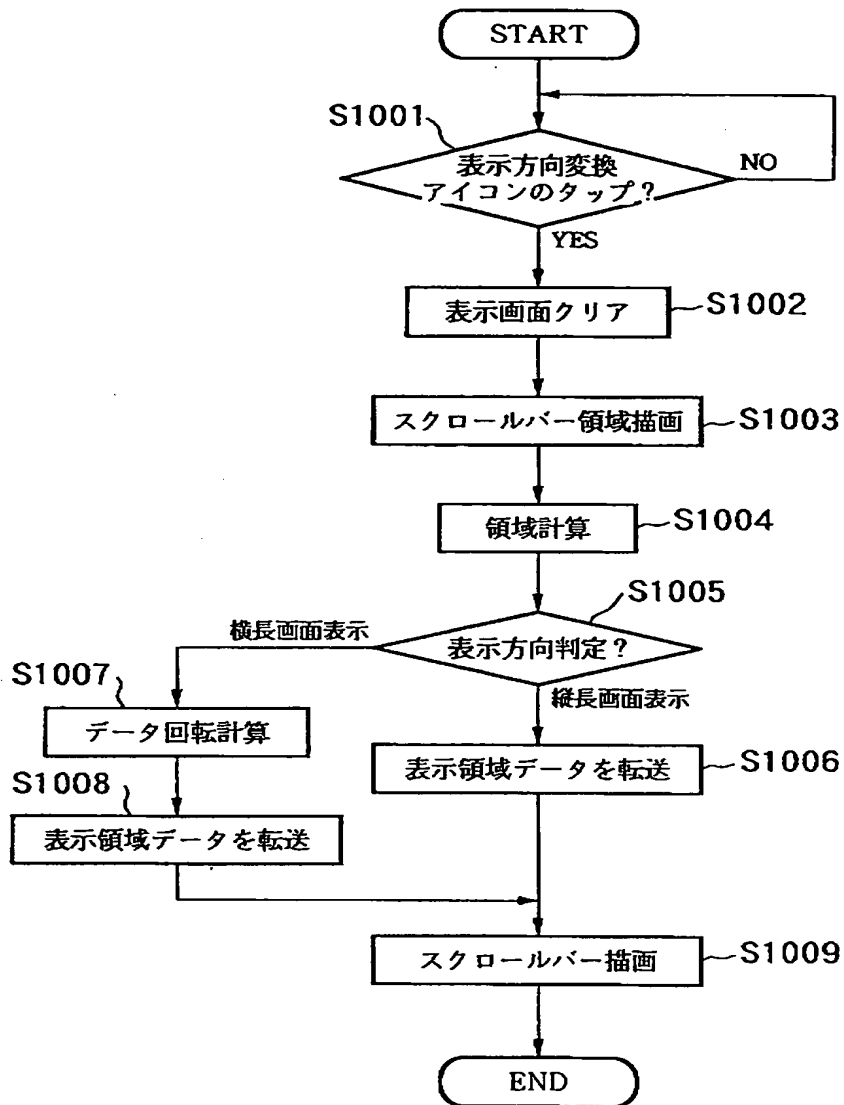 START
S1001
表示方向変換
アイコンのタップ?
NO
YES
表示画面クリア
S1002
スクロールバー領域描画
S1003
領域計算
S1004
S1005
横長画面表示
表示方向判定?
S1007
縦長画面表示
データ回転計算
表示領域データを転送
S1006
S1008
表示領域データを転送
スクロールバー描画
S1009
END